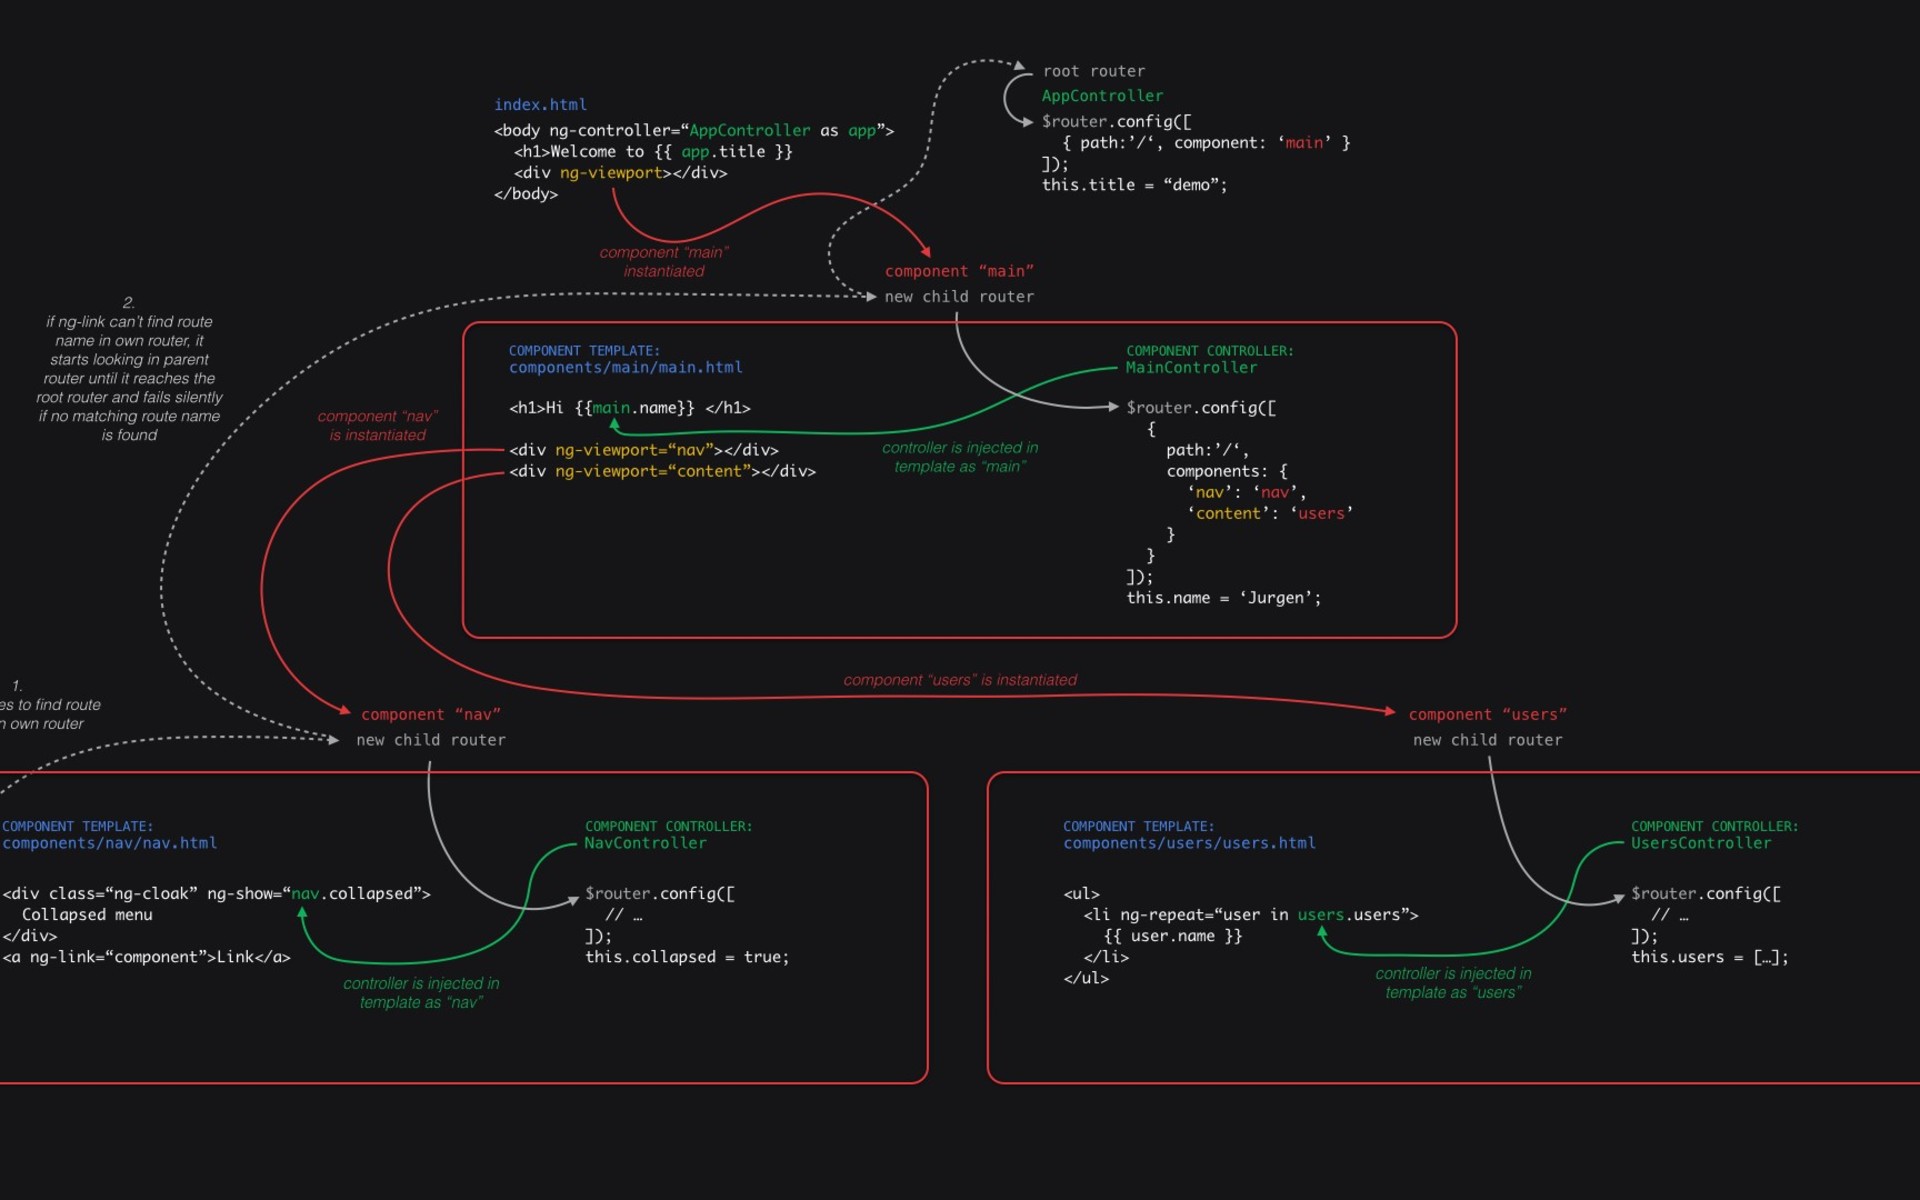 root router
AppController
$router.config([
{ path:’/‘, component: ‘main’ }
]);
this.title = “demo”;
index.html
<body ng-controller=“AppController as app”>
<h1>Welcome to {{ app.title }}
<div ng-viewport></div>
</body>
component “main”
instantiated
component “main”
new child router
2.
if ng-link can’t find route
name in own router, it
starts looking in parent
router until it reaches the
root router and fails silently
if no matching route name
is found
component “nav”
is instantiated
COMPONENT TEMPLATE:
components/main/main.html
<h1>Hi {{main.name}} </h1>
<div ng-viewport=“nav”></div>
<div ng-viewport=“content”></div>
controller is injected in
template as “main”
COMPONENT CONTROLLER:
MainController
$router.config([
{
path:’/‘,
components: {
‘nav’: ‘nav’,
‘content’: ‘users’
}
}
]);
this.name = ‘Jurgen’;
component “users” is instantiated
1.
es to find route
n own router
component “nav”
new child router
component “users”
new child router
COMPONENT TEMPLATE:
components/nav/nav.html
<div class=“ng-cloak” ng-show=“nav.collapsed”>
Collapsed menu
</div>
<a ng-link=“component”>Link</a>
controller is injected in
template as “nav”
COMPONENT CONTROLLER:
NavController
$router.config([
// …
]);
this.collapsed = true;
COMPONENT TEMPLATE:
components/users/users.html
<ul>
<li ng-repeat=“user in users.users”>
{{ user.name }}
</li>
</ul>
controller is injected in
template as “users”
COMPONENT CONTROLLER:
UsersController
$router.config([
// …
]);
this.users = […];